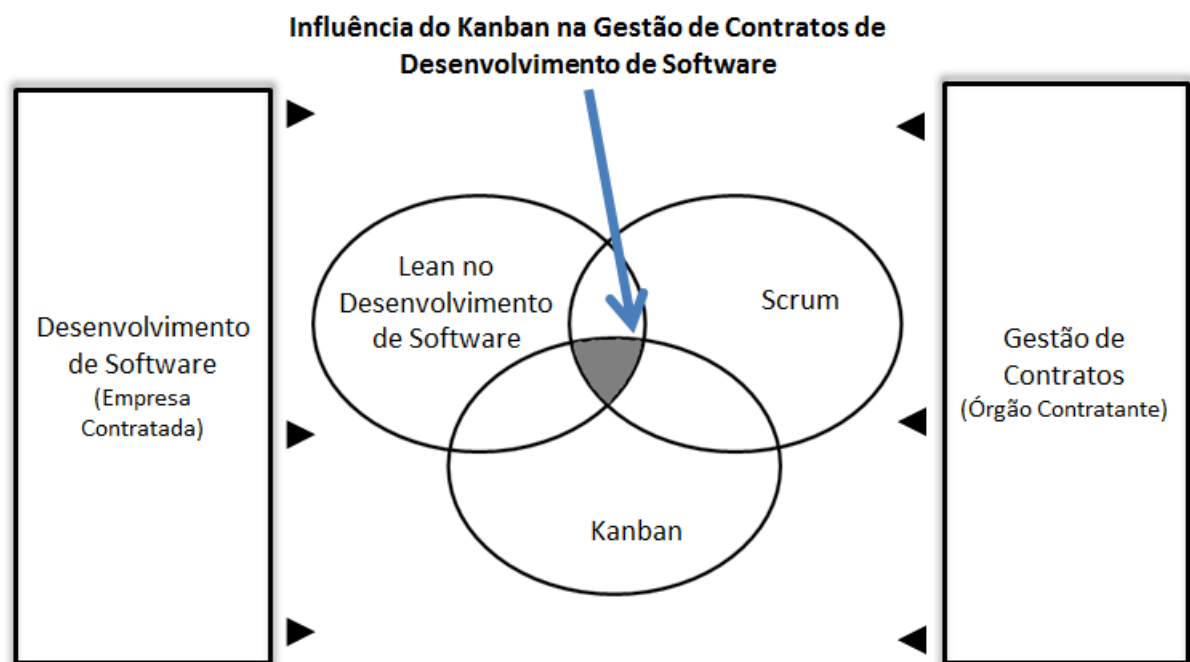 Influência do Kanban na Gestão de Contratos de
Desenvolvimento de Software
Desenvolvimento
de Software
(Empresa
Contratada)
Lean no
Desenvolvimento
de Software
Scrum
Kanban
Gestão de
Contratos
(Órgão Contratante)